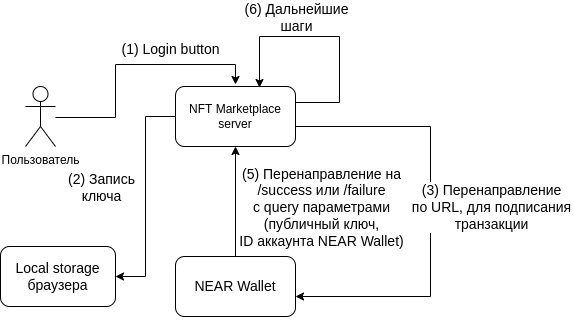 (6) Дальнейшие
шаги
(1) Login button
NFT Marketplace
server
Пользователь
(2) Запись
ключа
(5) Перенаправление на
/success или /failure
с query параметрами
(публичный ключ,
ID аккаунта NEAR Wallet)
(3) Перенаправление
по URL, для подписания
транзакции
Local storage
браузера
NEAR Wallet